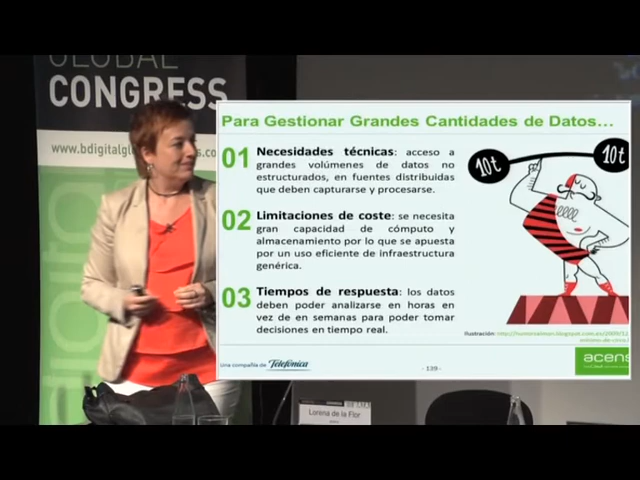 GLOBAL
CONGRESS
www.bdigitalgl
Para Gestionar Grandes Cantidades de Datos...
01 Necesidades técnicas: acceso a
grandes volúmenes de datos no
estructurados, en fuentes distribuidas
que deben capturarse y procesarse.
02 Limitaciones de coste: se necesita
gran capacidad de cómputo y
almacenamiento por lo que se apuesta
por un uso eficiente de infraestructura
genérica.
03 Tiempos de respuesta: los datos
deben poder analizarse en horas en
vez de en semanas para poder tomar
decisiones en tiempo real.
10t
10t
Una compañía de Telefónica
- 139 -
acens
digital
Lorena de la Flor